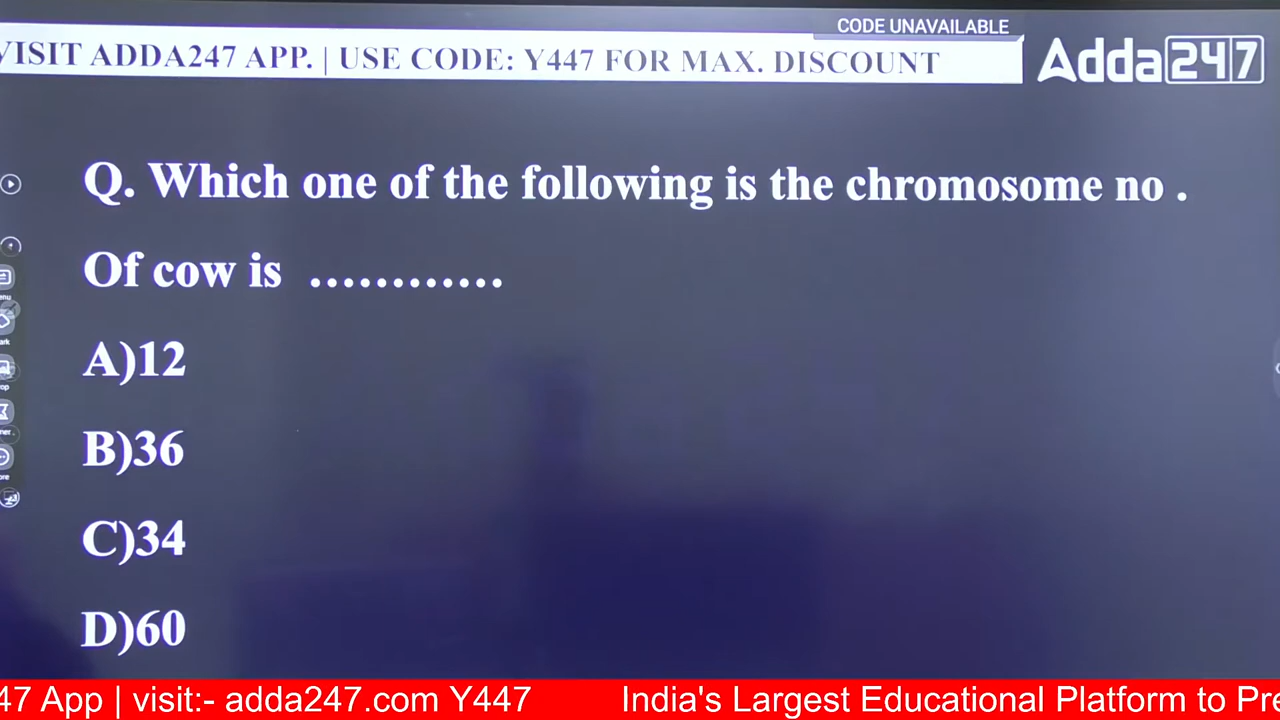 CODE UNAVAILABLE
VISIT ADDA247 APP. | USE CODE: Y447 FOR MAX. DISCOUNT
Adda247
Q. Which one of the following is the chromosome no .
Of cow is ............
A)12
B)36
C)34
D)60
47 App | visit:- adda247.com Y447 India's Largest Educational Platform to Pre